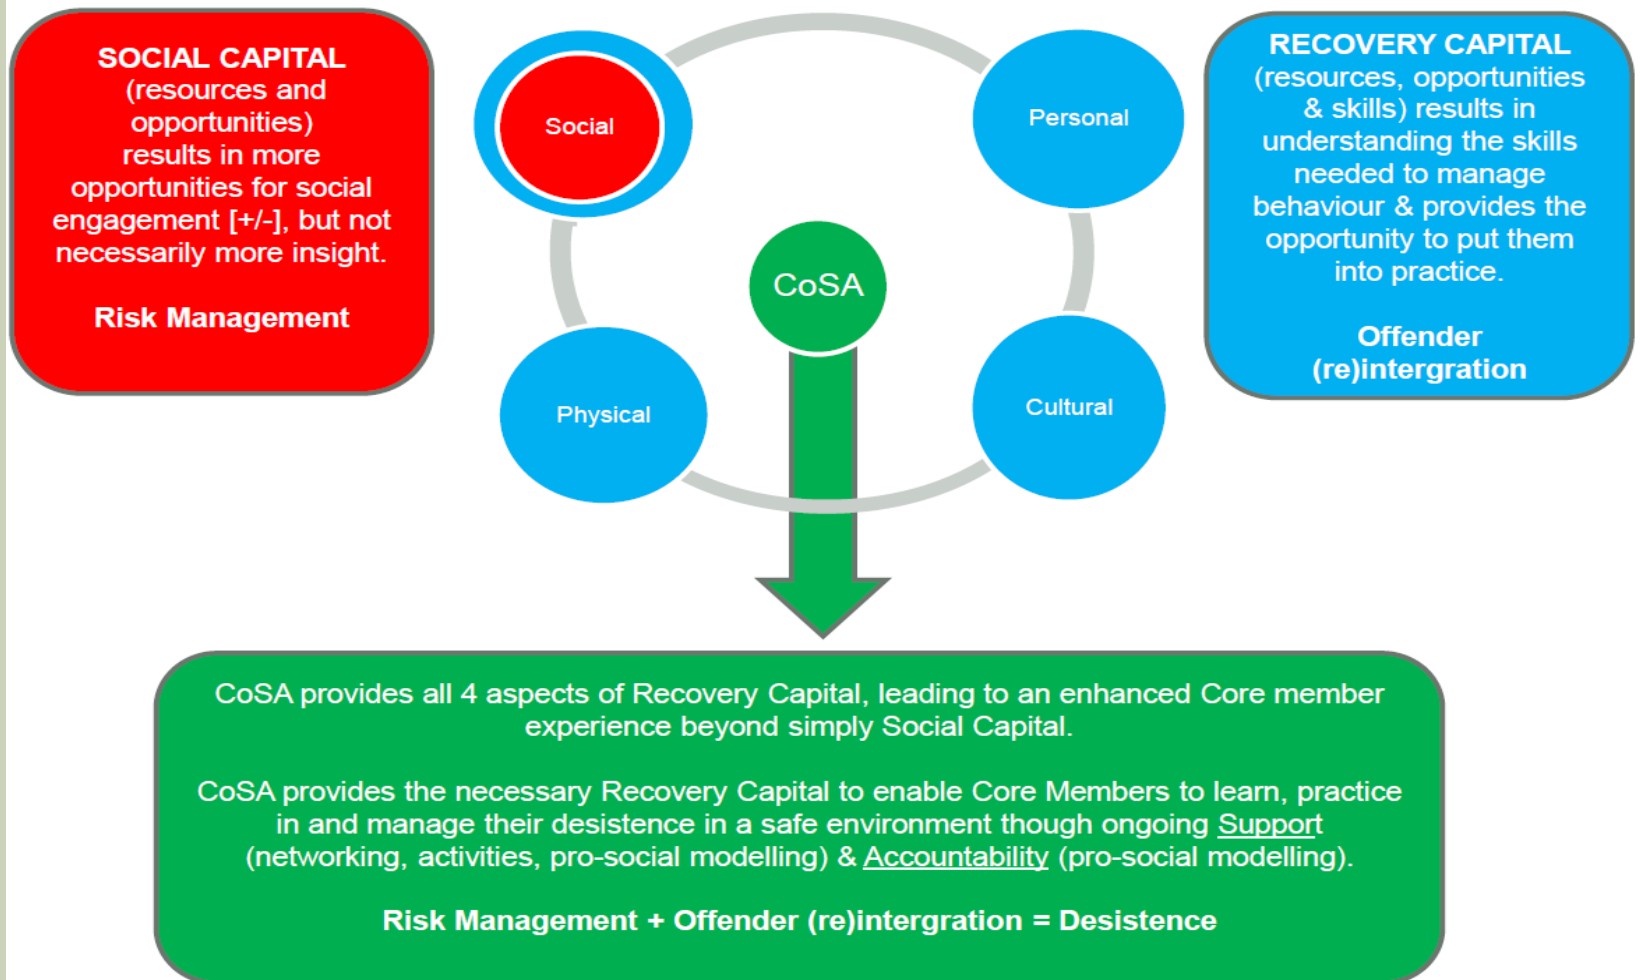 SOCIAL CAPITAL
(resources and
opportunities)
results in more
opportunities for social
engagement [+/-], but not
necessarily more insight.
Risk Management
Social
Personal
CoSA
Physical
Cultural
RECOVERY CAPITAL
(resources, opportunities
& skills) results in
understanding the skills
needed to manage
behaviour & provides the
opportunity to put them
into practice.
Offender
(re)intergration
CoSA provides all 4 aspects of Recovery Capital, leading to an enhanced Core member
experience beyond simply Social Capital.
CoSA provides the necessary Recovery Capital to enable Core Members to learn, practice
in and manage their desistence in a safe environment though ongoing Support
(networking, activities, pro-social modelling) & Accountability (pro-social modelling).
Risk Management + Offender (re)intergration = Desistence